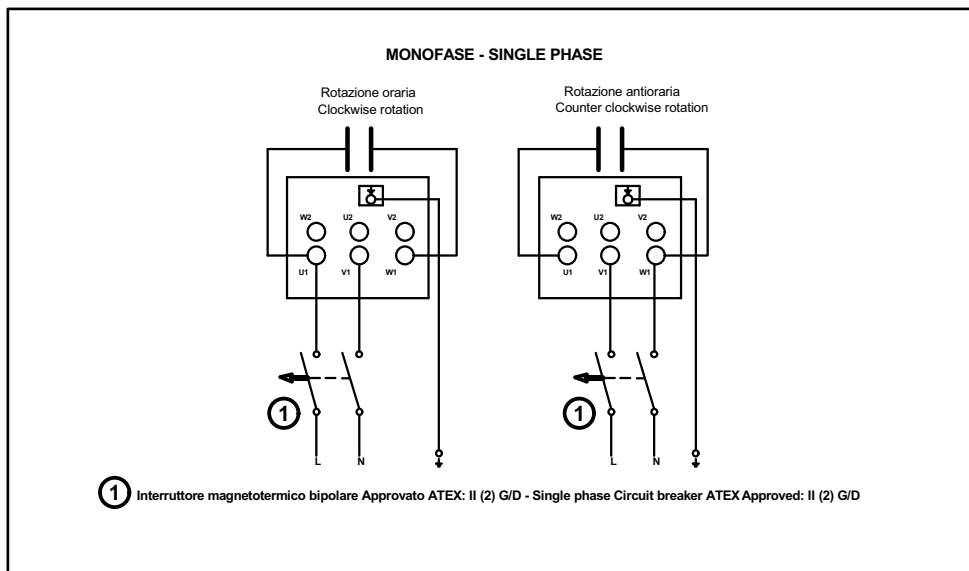 MONOFASE - SINGLE PHASE
Rotazione oraria
Clockwise rotation
W2 U2 V2
U1 V1 W1
1
L N
Rotazione antioraria
Counter clockwise rotation
W2 U2 V2
U1 V1 W1
1
L N
1 Interruttore magnetotermico bipolare Approvato ATEX: II (2) G/D - Single phase Circuit breaker ATEX Approved: II (2) G/D